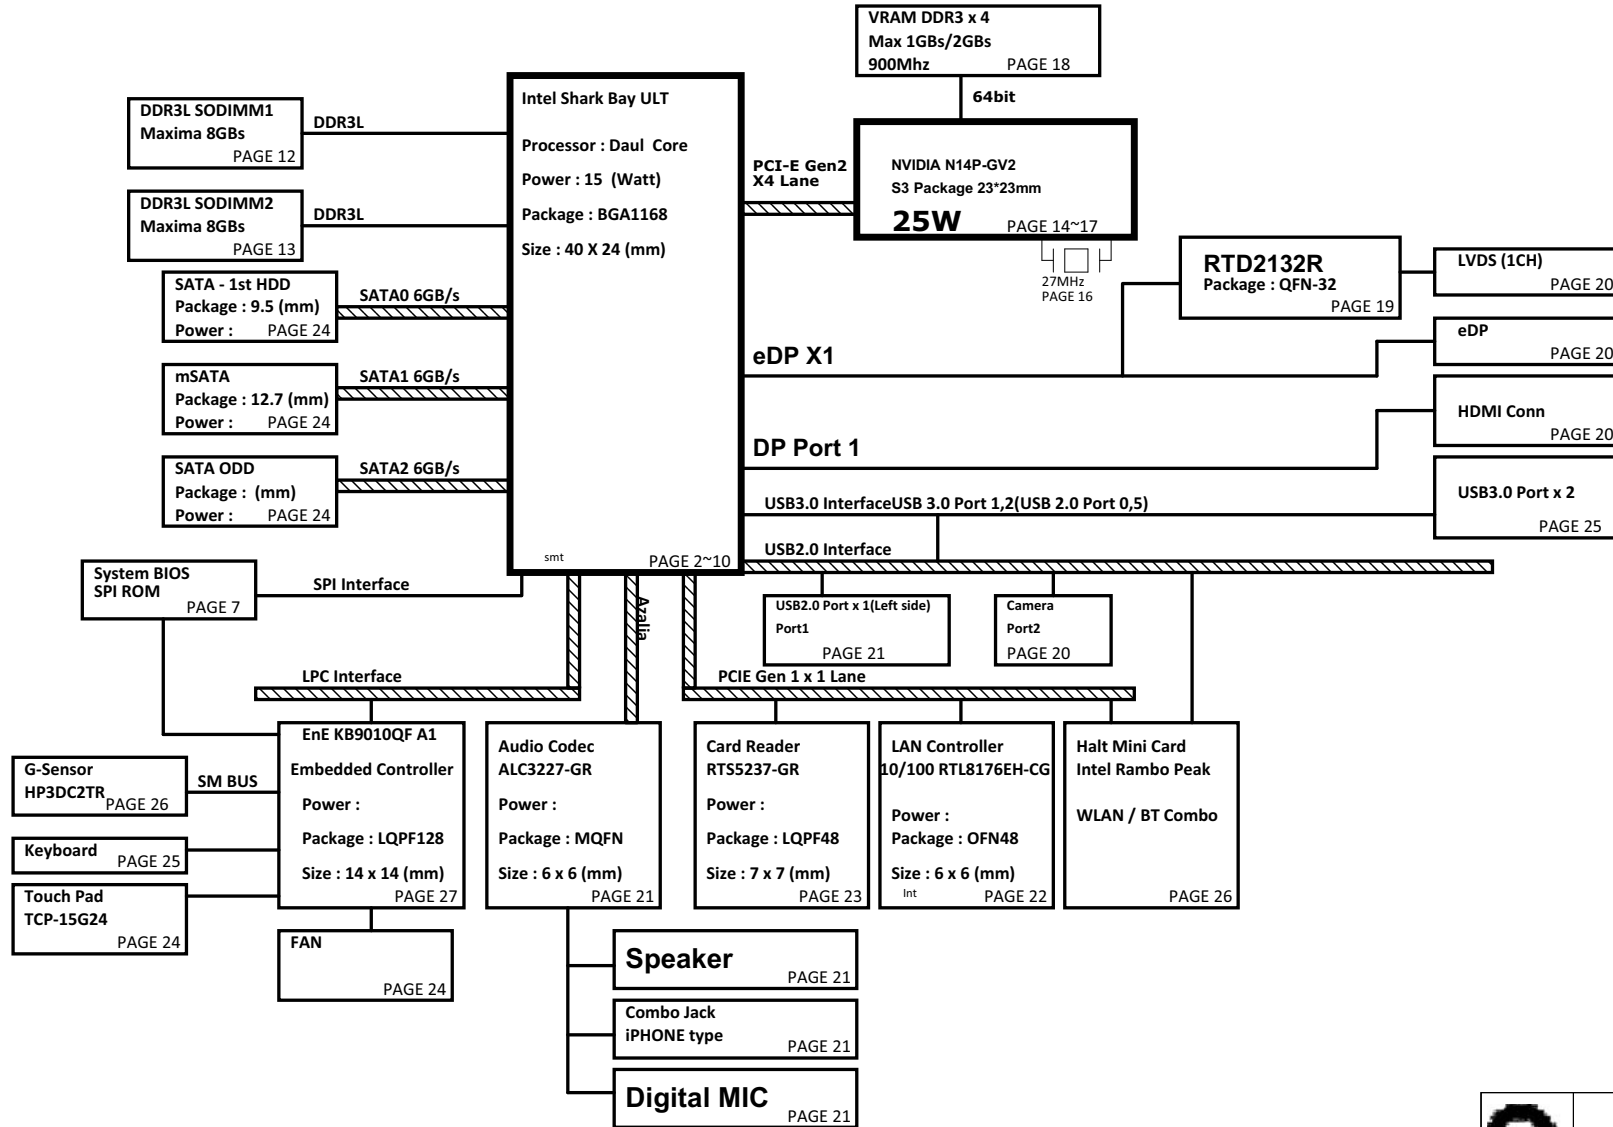 VRAM DDR3 x 4
Max 1GBs/2GBs
900Mhz PAGE 18
64bit
DDR3L SODIMM1
Maxima 8GBs
PAGE 12
DDR3L
DDR3L SODIMM2
Maxima 8GBs
PAGE 13
DDR3L
SATA - 1st HDD
Package : 9.5 (mm)
Power : PAGE 24
SATA0 6GB/s
mSATA
Package : 12.7 (mm)
Power : PAGE 24
SATA1 6GB/s
SATA ODD
Package : (mm)
Power : PAGE 24
SATA2 6GB/s
Intel Shark Bay ULT
Processor : Daul Core
Power : 15 (Watt)
Package : BGA1168
Size : 40 X 24 (mm)
smt
PAGE 2~10
PCI-E Gen2
X4 Lane
NVIDIA N14P-GV2
S3 Package 23*23mm
25W PAGE 14~17
27MHz
PAGE 16
RTD2132R
Package : QFN-32
PAGE 19
LVDS (1CH)
PAGE 20
eDP X1
eDP
PAGE 20
DP Port 1
HDMI Conn
PAGE 20
USB3.0 InterfaceUSB 3.0 Port 1,2(USB 2.0 Port 0,5)
USB3.0 Port x 2
PAGE 25
USB2.0 Interface
USB2.0 Port x 1(Left side)
Port1
PAGE 21
Camera
Port2
PAGE 20
System BIOS
SPI ROM
PAGE 7
SPI Interface
Azalia
LPC Interface
PCIE Gen 1 x 1 Lane
G-Sensor
HP3DC2TR
PAGE 26
SM BUS
Keyboard
PAGE 25
Touch Pad
TCP-15G24
PAGE 24
EnE KB9010QF A1
Embedded Controller
Power :
Package : LQPF128
Size : 14 x 14 (mm)
PAGE 27
FAN
PAGE 24
Audio Codec
ALC3227-GR
Power :
Package : MQFN
Size : 6 x 6 (mm)
PAGE 21
Card Reader
RTS5237-GR
Power :
Package : LQPF48
Size : 7 x 7 (mm)
PAGE 23
LAN Controller
10/100 RTL8176EH-CG
Power :
Package : OFN48
Size : 6 x 6 (mm)
Int
PAGE 22
Halt Mini Card
Intel Rambo Peak
WLAN / BT Combo
PAGE 26
Speaker
PAGE 21
Combo Jack
iPHONE type
PAGE 21
Digital MIC
PAGE 21